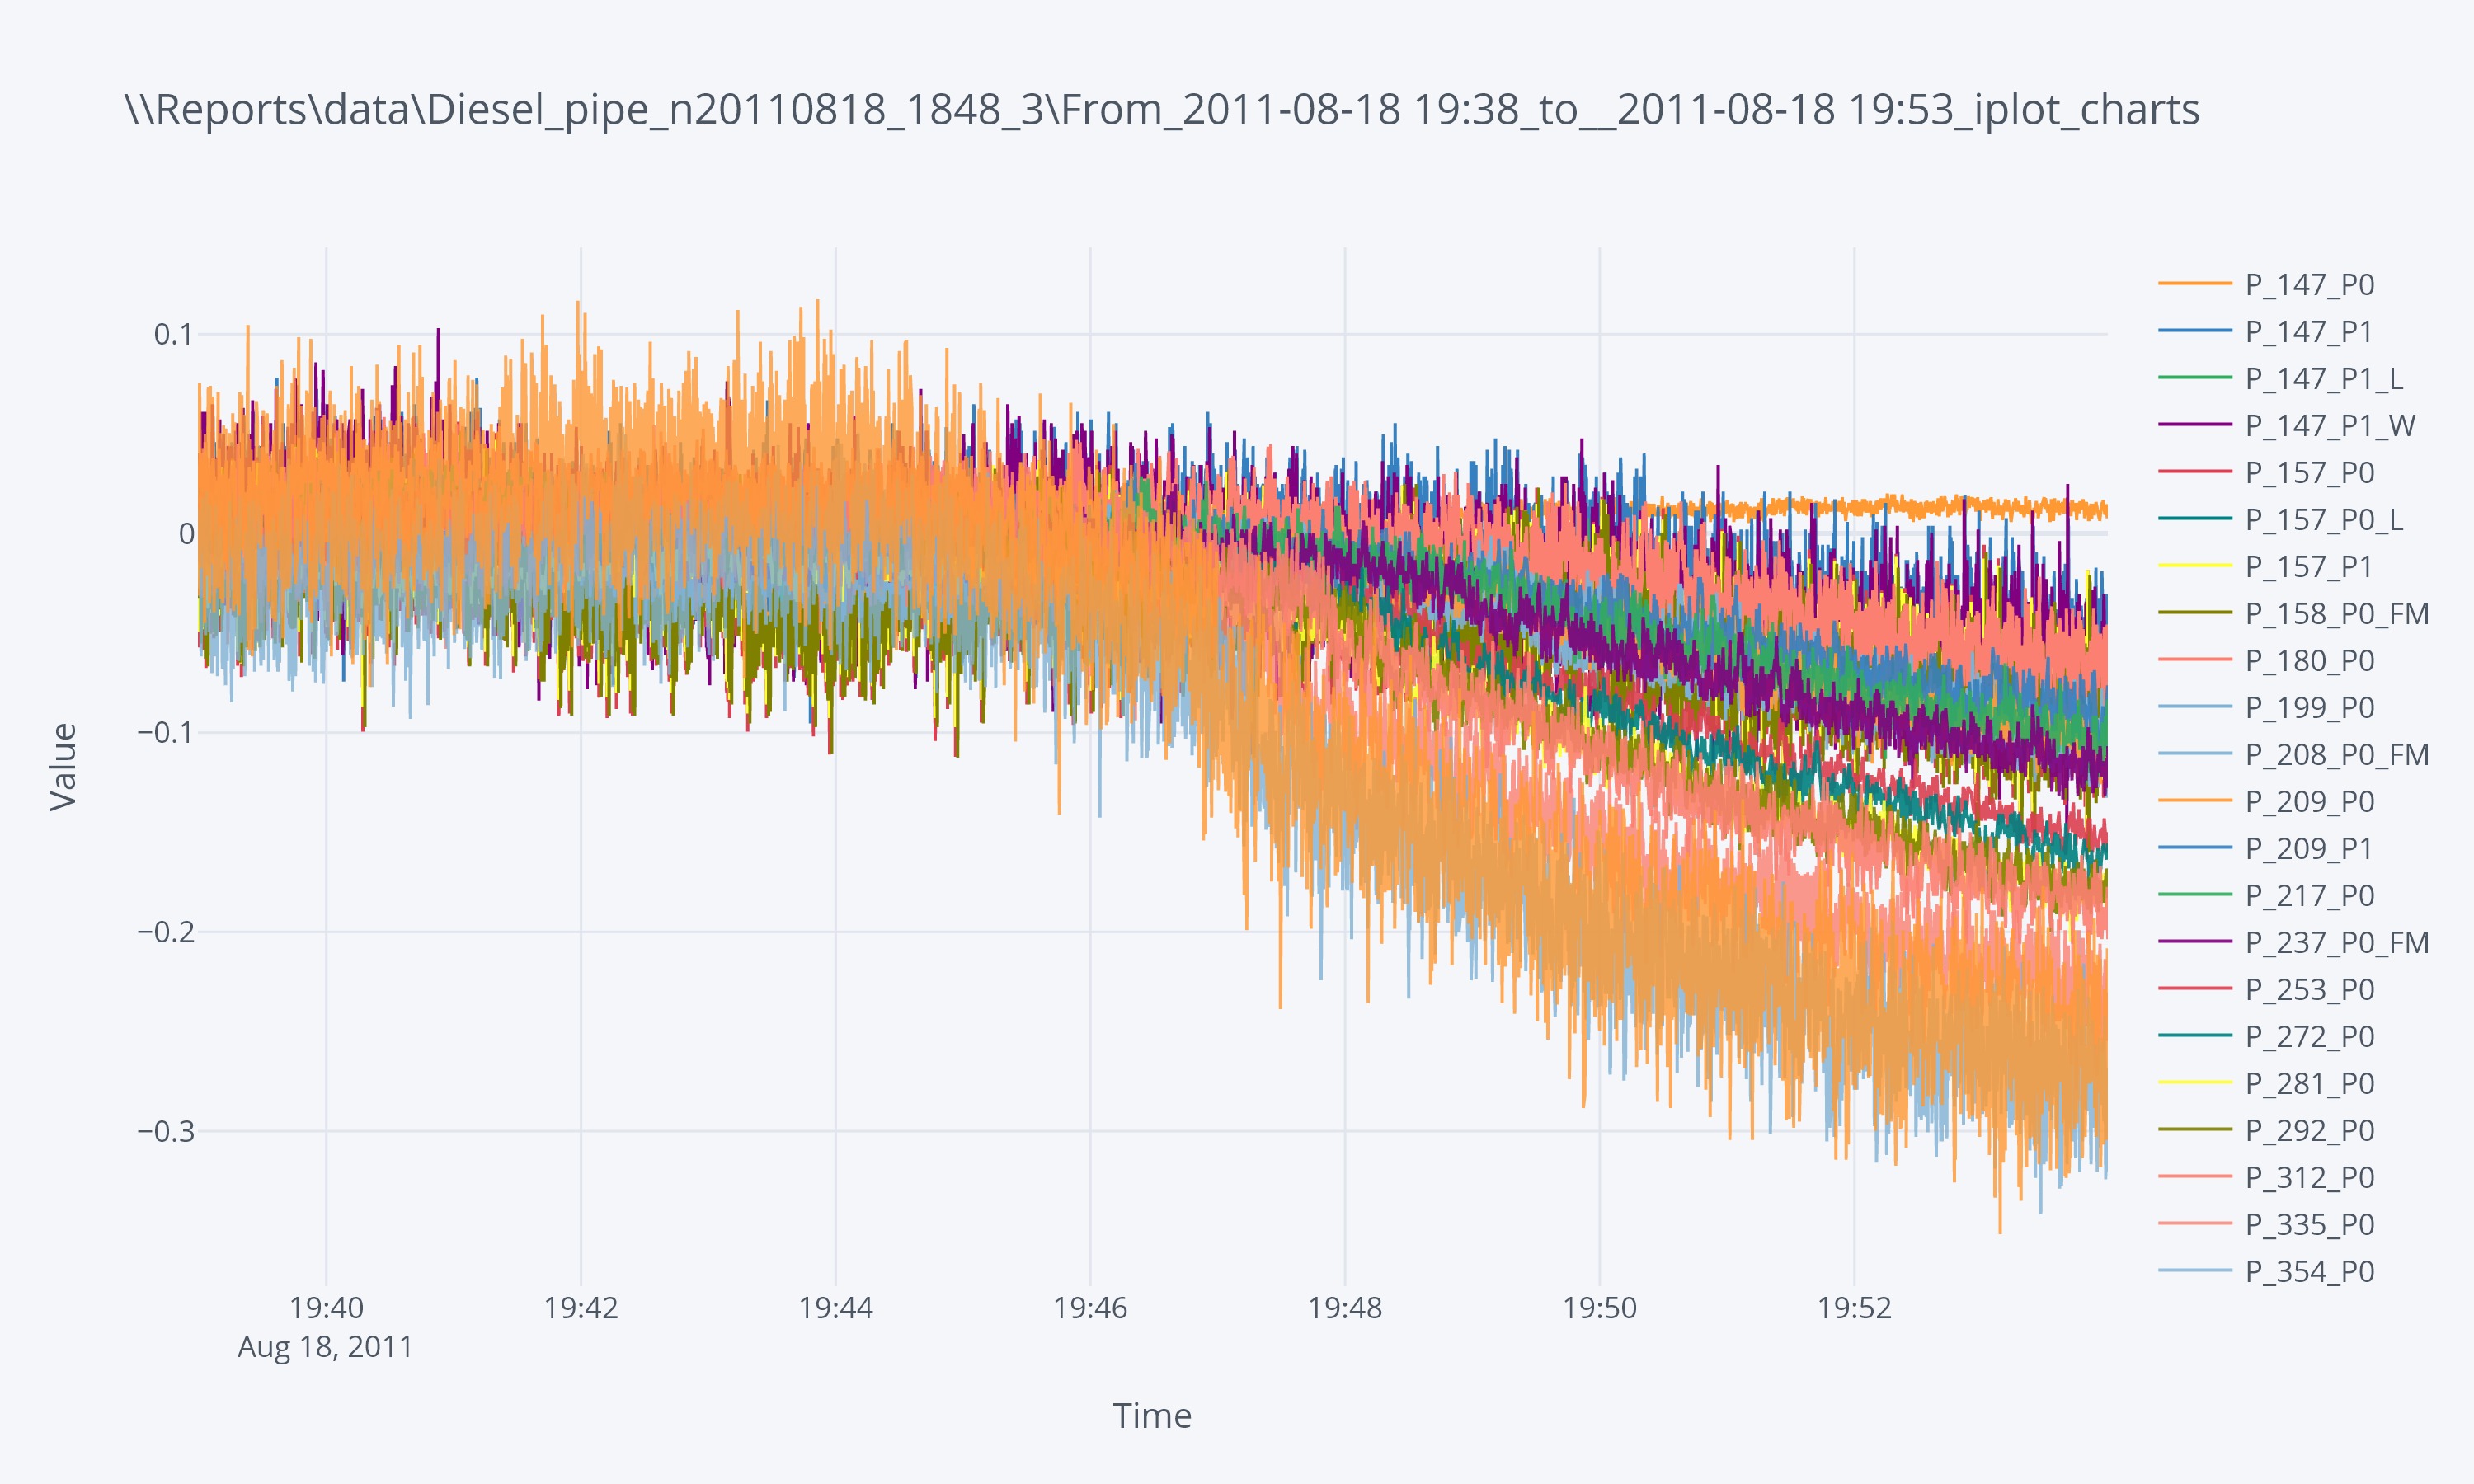 \\Reports\data\Diesel_pipe_n20110818_1848_3\From_2011-08-18 19:38_to__2011-08-18 19:53_iplot_charts
P_147_P0
P_147_P1
P_147_P1_L
P_147_P1_W
P_157_P0
P_157_P0_L
P_157_P1
P_158_P0_FM
P_180_P0
P_199_P0
P_208_P0_FM
P_209_P0
P_209_P1
P_217_P0
P_237_P0_FM
P_253_P0
P_272_P0
P_281_P0
P_292_P0
P_312_P0
P_335_P0
P_354_P0
0.1
0
−0.1
−0.2
−0.3
Value
19:40 19:42 19:44 19:46 19:48 19:50 19:52
Aug 18, 2011
Time